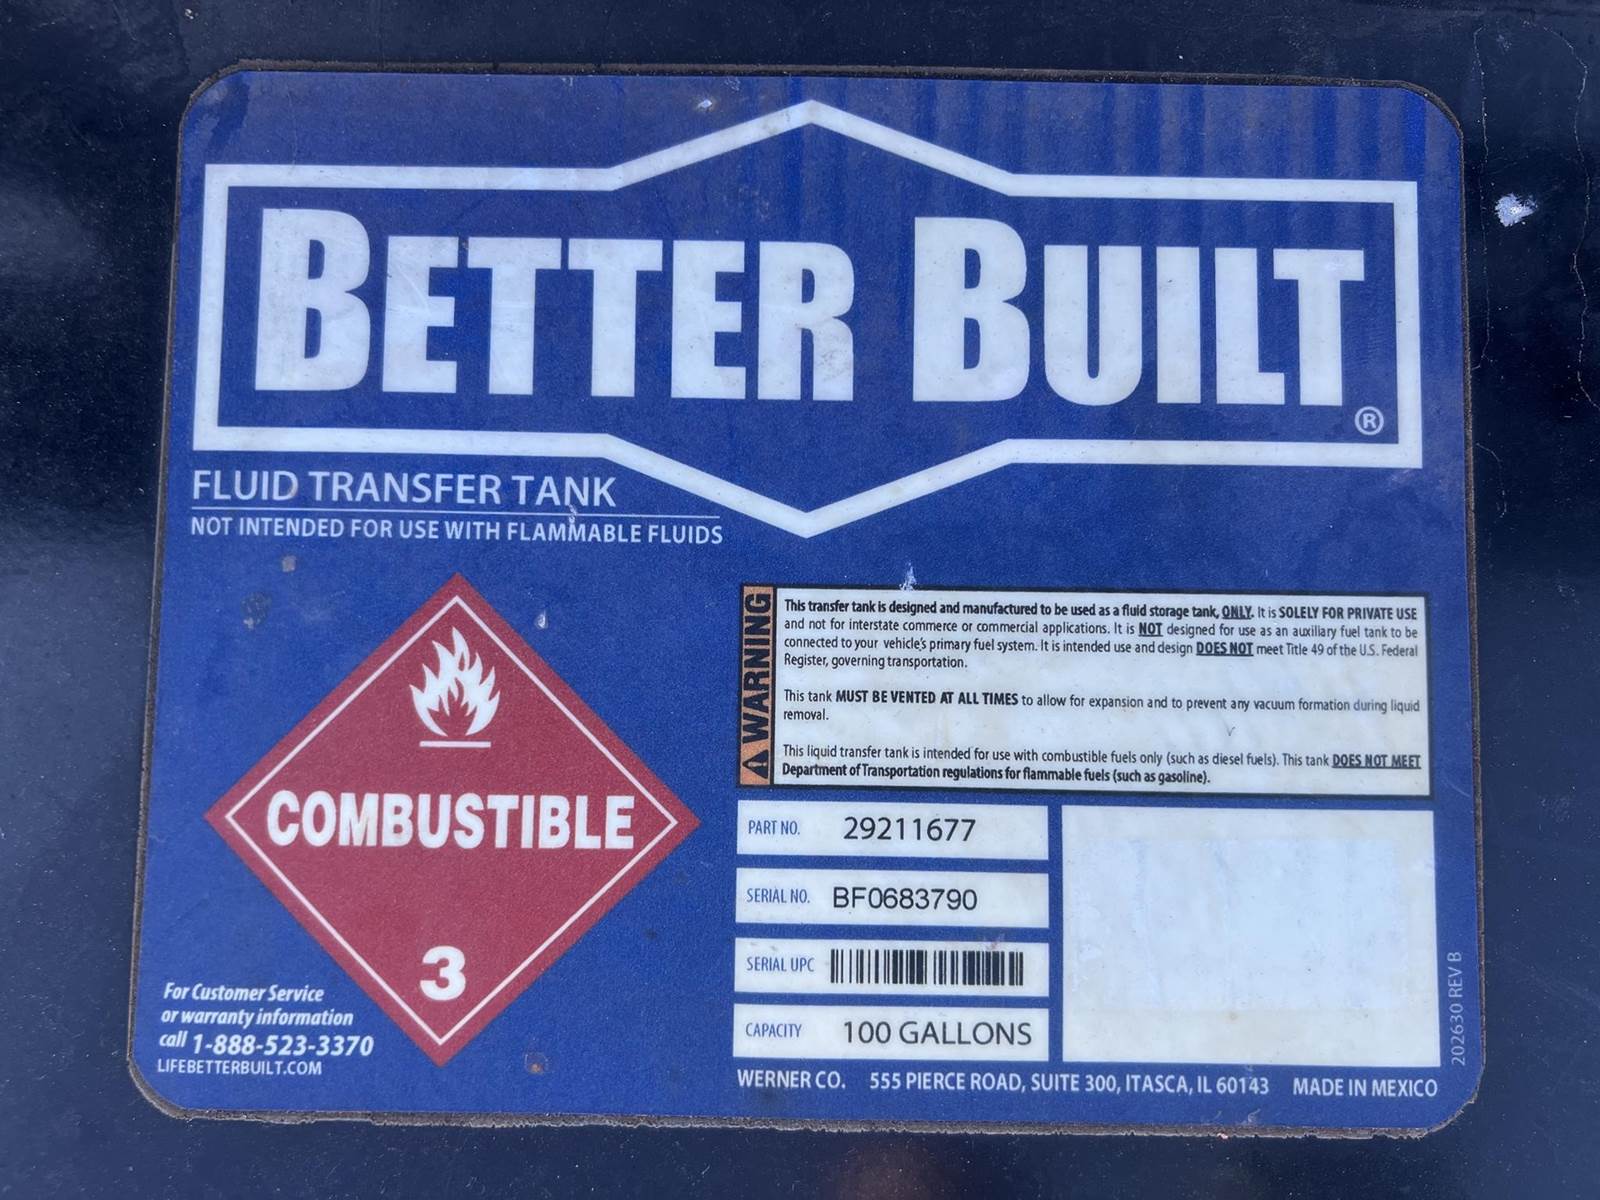 BETTER BUILT®
FLUID TRANSFER TANK
NOT INTENDED FOR USE WITH FLAMMABLE FLUIDS
COMBUSTIBLE
3
For Customer Service
or warranty information
call 1-888-523-3370
LIFEBETTERBUILT.COM
WARNING
This transfer tank is designed and manufactured to be used as a fluid storage tank, ONLY. It is SOLELY FOR PRIVATE USE
and not for interstate commerce or commercial applications. It is NOT designed for use as an auxiliary fuel tank to be
connected to your vehicle's primary fuel system. It is intended use and design DOES NOT meet Title 49 of the U.S. Federal
Register, governing transportation.
This tank MUST BE VENTED AT ALL TIMES to allow for expansion and to prevent any vacuum formation during liquid
removal.
This liquid transfer tank is intended for use with combustible fuels only (such as diesel fuels). This tank DOES NOT MEET
Department of Transportation regulations for flammable fuels (such as gasoline).
PART NO. 29211677
SERIAL NO. BF0683790
SERIAL UPC
CAPACITY 100 GALLONS
WERNER CO. 555 PIERCE ROAD, SUITE 300, ITASCA, IL 60143 MADE IN MEXICO
202630 REV B